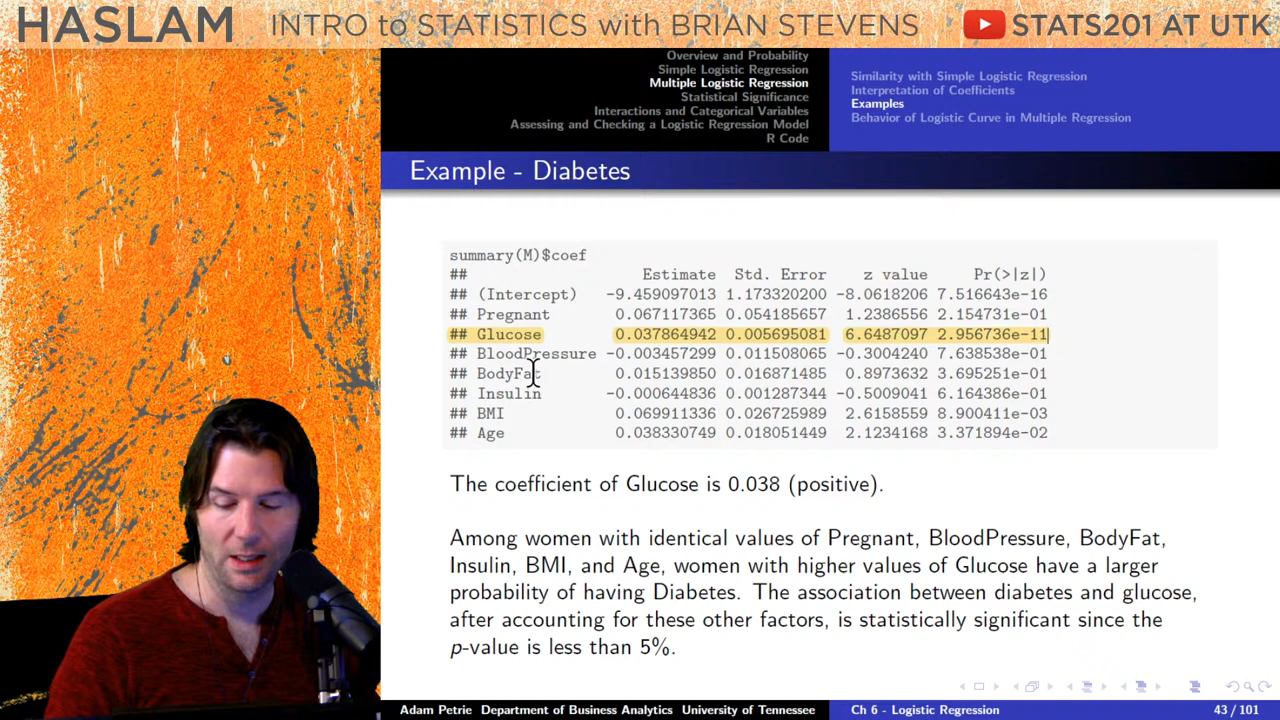 HASLAM INTRO to STATISTICS with BRIAN STEVENS STATS201 AT UTK
Overview and Probability
Simple Logistic Regression
Multiple Logistic Regression
Statistical Significance
Interactions and Categorical Variables
Assessing and Checking a Logistic Regression Model
R Code
Similarity with Simple Logistic Regression
Interpretation of Coefficients
Examples
Behavior of Logistic Curve in Multiple Regression
Example - Diabetes
summary(M)$coef
## Estimate Std. Error z value Pr(>|z|)
## (Intercept) -9.459097013 1.173320200 -8.0618206 7.516643e-16
## Pregnant 0.067117365 0.054185657 1.2386556 2.154731e-01
## Glucose 0.037864942 0.005695081 6.6487097 2.956736e-11
## BloodPressure -0.003457299 0.011508065 -0.3004240 7.638538e-01
## BodyFat 0.015139850 0.016871485 0.8973632 3.695251e-01
## Insulin -0.000644836 0.001287344 -0.5009041 6.164386e-01
## BMI 0.069911336 0.026725989 2.6158559 8.900411e-03
## Age 0.038330749 0.018051449 2.1234168 3.371894e-02
The coefficient of Glucose is 0.038 (positive).
Among women with identical values of Pregnant, BloodPressure, BodyFat,
Insulin, BMI, and Age, women with higher values of Glucose have a larger
probability of having Diabetes. The association between diabetes and glucose,
after accounting for these other factors, is statistically significant since the
p-value is less than 5%.
Adam Petrie Department of Business Analytics University of Tennessee Ch 6 - Logistic Regression 43 / 101